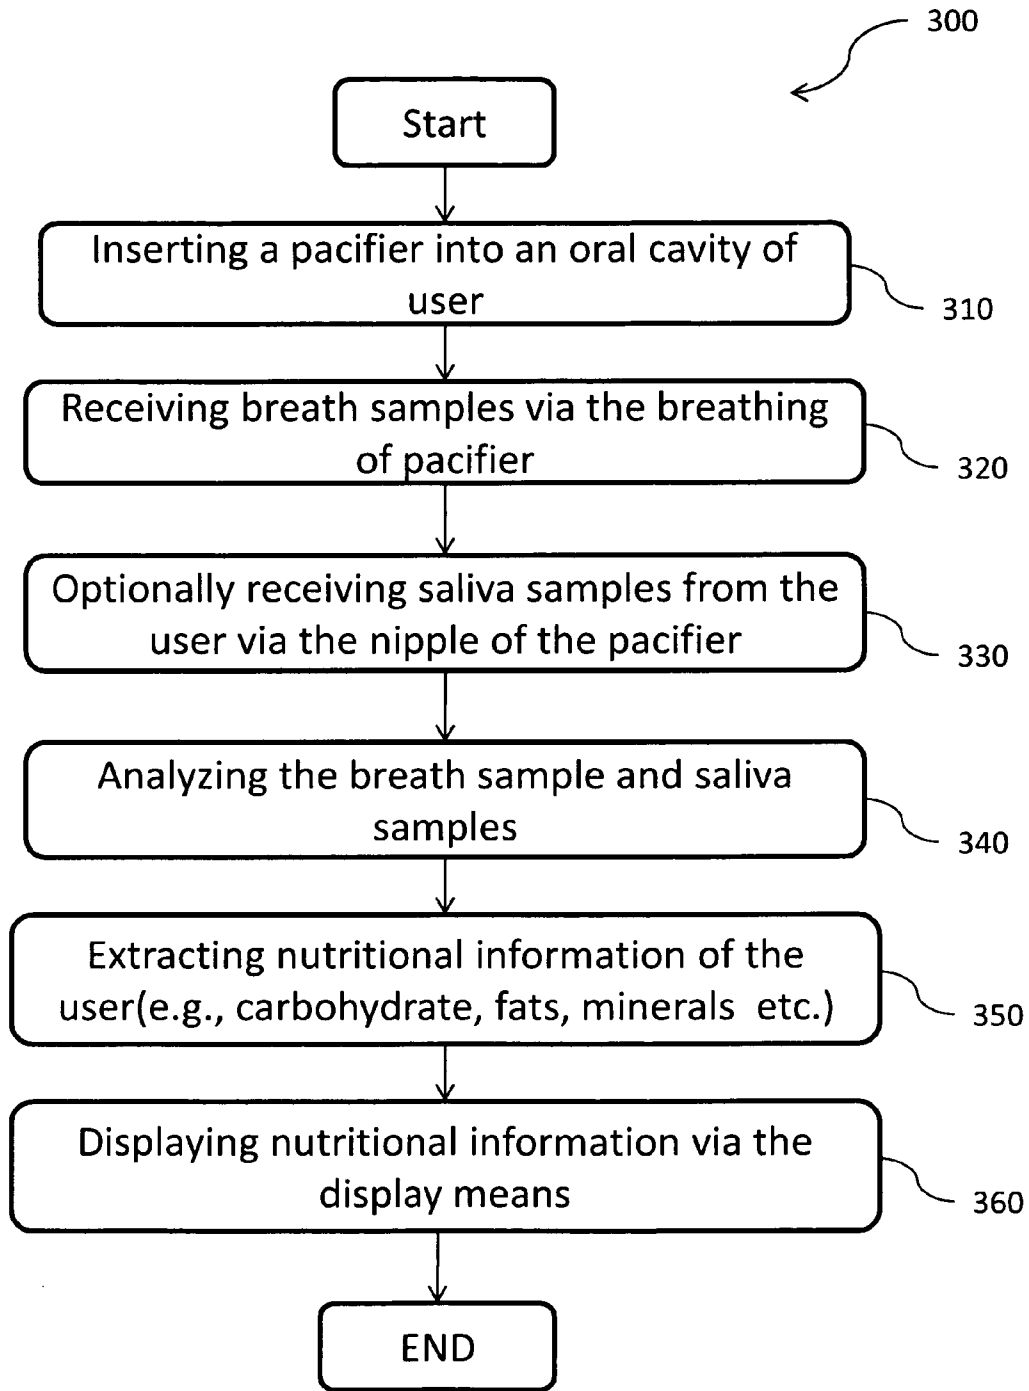 300
Start
Inserting a pacifier into an oral cavity of
user
310
Receiving breath samples via the breathing
of pacifier
320
Optionally receiving saliva samples from the
user via the nipple of the pacifier
330
Analyzing the breath sample and saliva
samples
340
Extracting nutritional information of the
user(e.g., carbohydrate, fats, minerals etc.)
350
Displaying nutritional information via the
display means
360
END